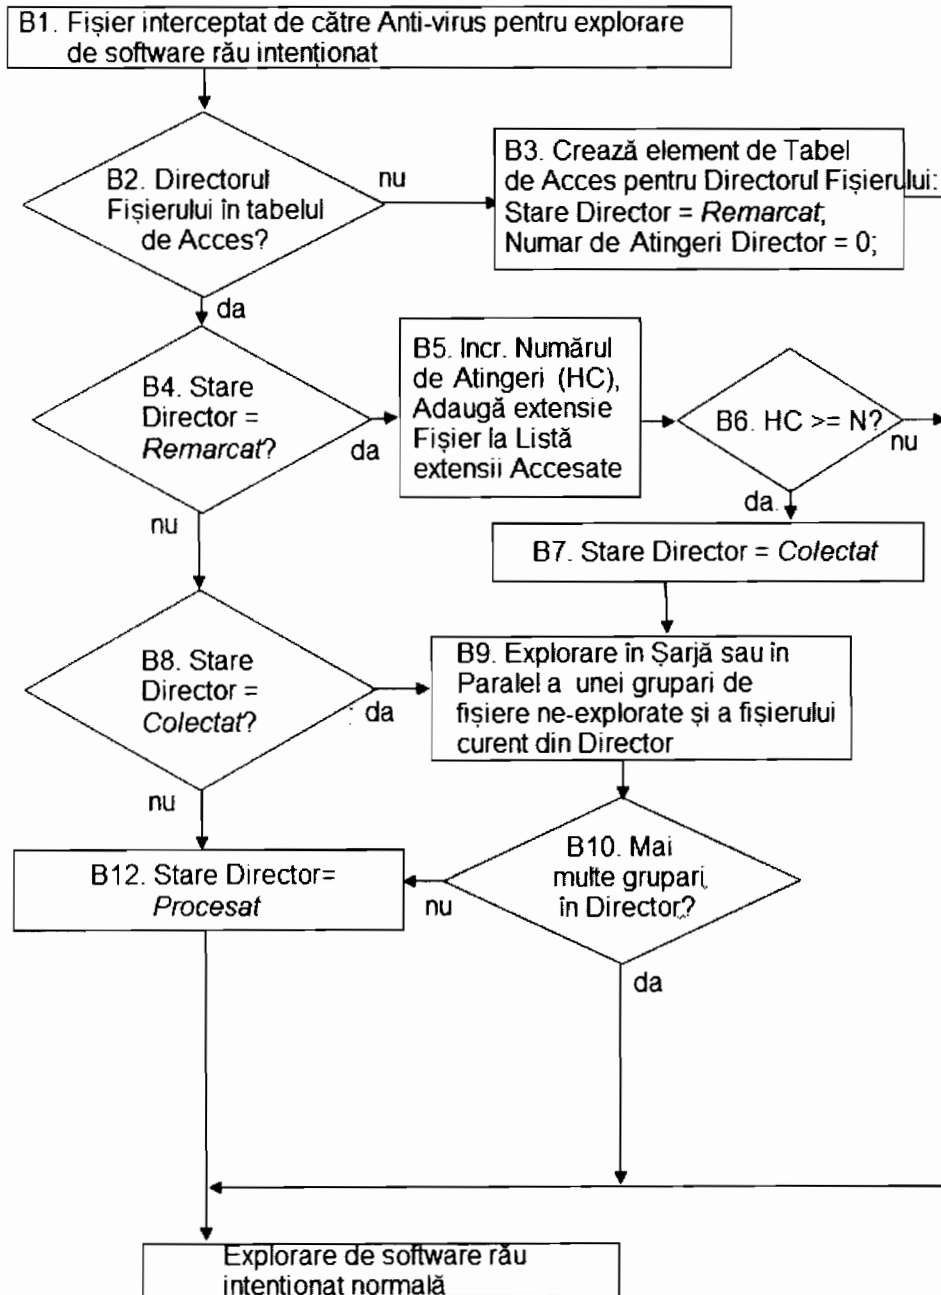 B1. Fișier interceptat de către Anti-virus pentru explorare
de software rău intenționat
B2. Directorul
Fișierului în tabelul
de Acces?
nu
B3. Crează element de Tabel
de Acces pentru Directorul Fișierului:
Stare Director = Remarcat;
Numar de Atingeri Director = 0;
da
B4. Stare
Director =
Remarcat?
da
nu
B5. Incr. Numărul
de Atingeri (HC),
Adaugă extensie
Fișier la Listă
extensii Accesate
B6. HC >= N?
nu
da
B7. Stare Director = Colectat
B8. Stare
Director =
Colectat?
da
nu
B9. Explorare în Șarjă sau în
Paralel a unei grupari de
fișiere ne-explorate și a fișierului
curent din Director
B10. Mai
multe grupari
în Director?
nu
da
B12. Stare Director=
Procesat
Explorare de software rău
intenționat normală